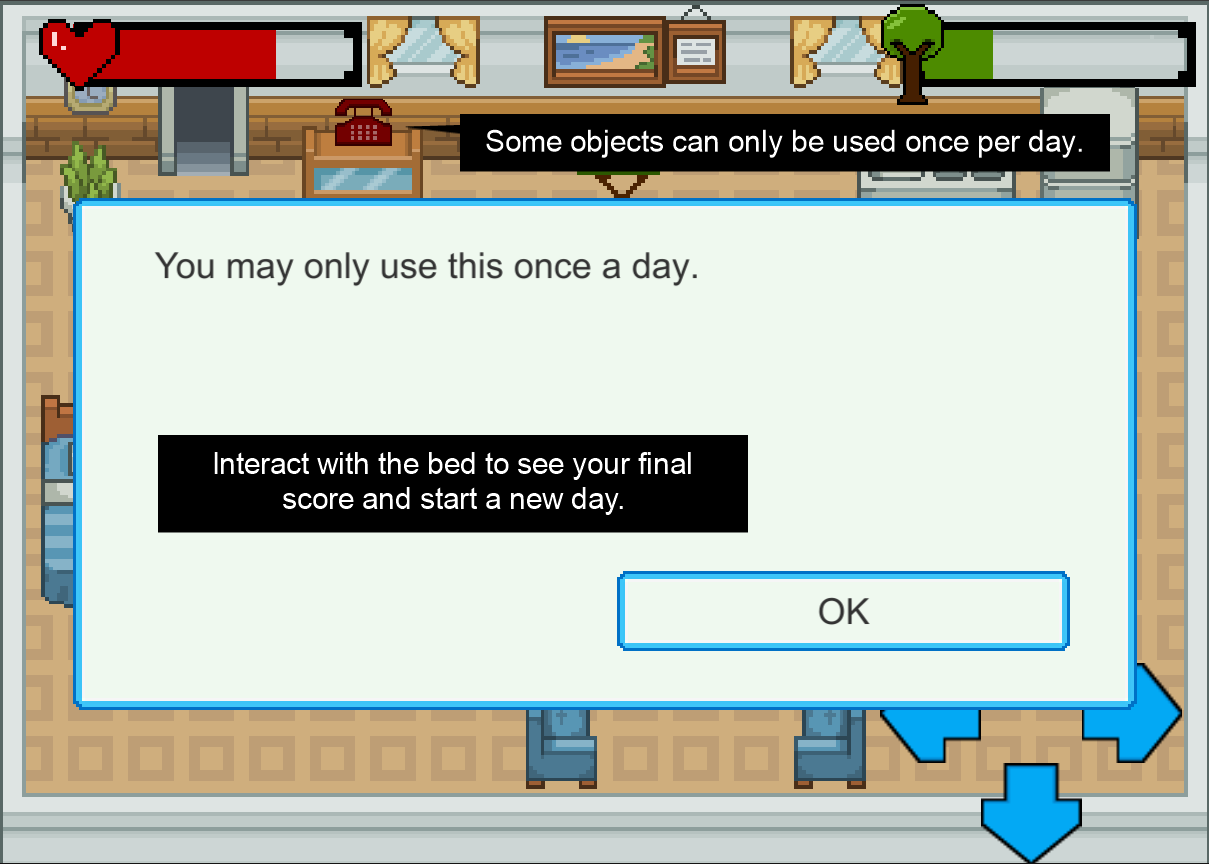 Some objects can only be used once per day.
You may only use this once a day.
Interact with the bed to see your final
score and start a new day.
OK